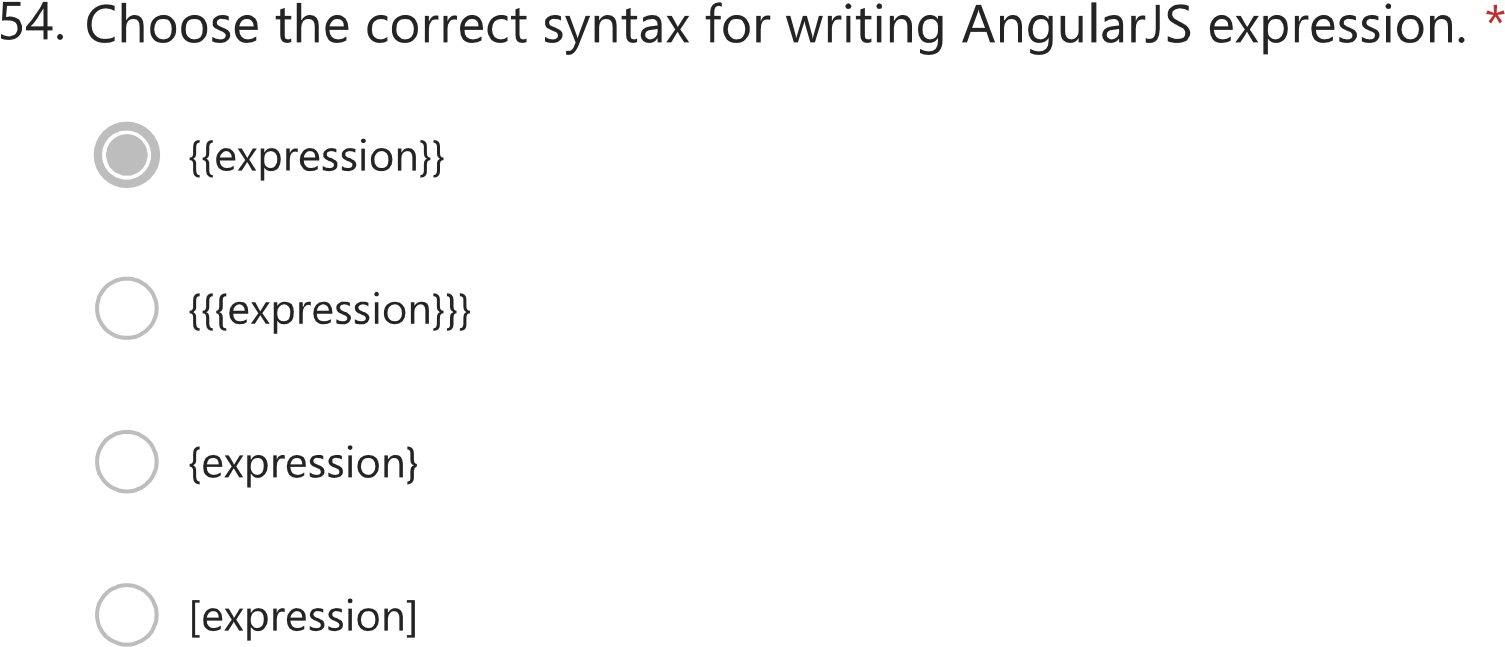 54. Choose the correct syntax for writing AngularJS expression. *
{{expression}}
{{{expression}}}
{expression}
[expression]